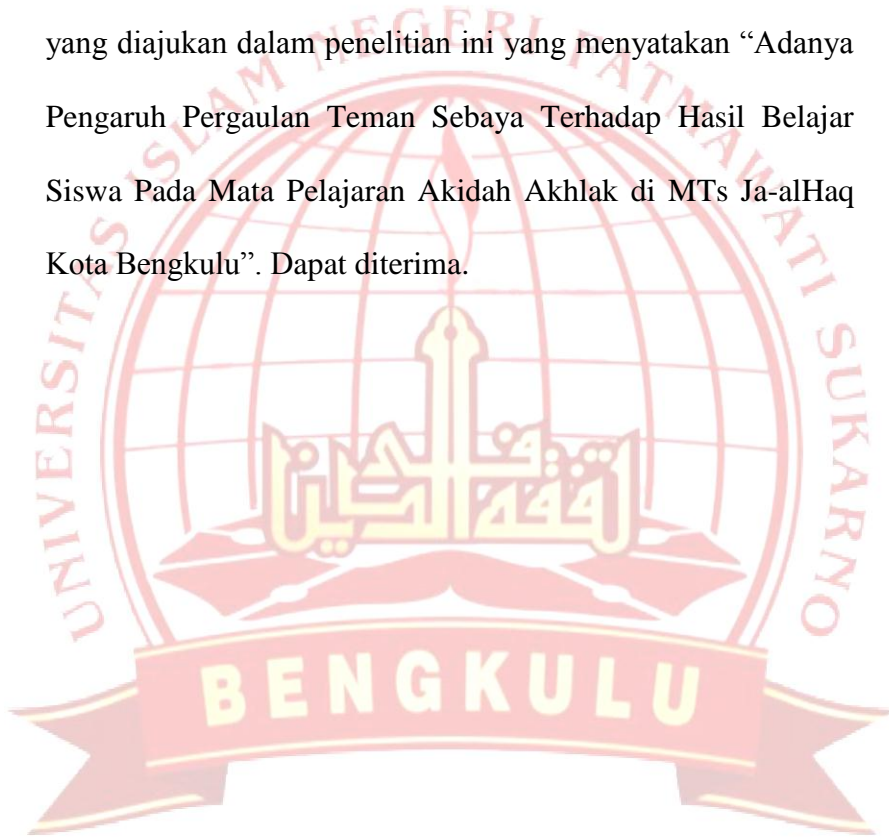 yang diajukan dalam penelitian ini yang menyatakan “Adanya
Pengaruh Pergaulan Teman Sebaya Terhadap Hasil Belajar
Siswa Pada Mata Pelajaran Akidah Akhlak di MTs Ja-alHaq
Kota Bengkulu”. Dapat diterima.
UNIVERSITAS ISLAM NEGERI FATMAWATI SUKARNO
BENGKULU